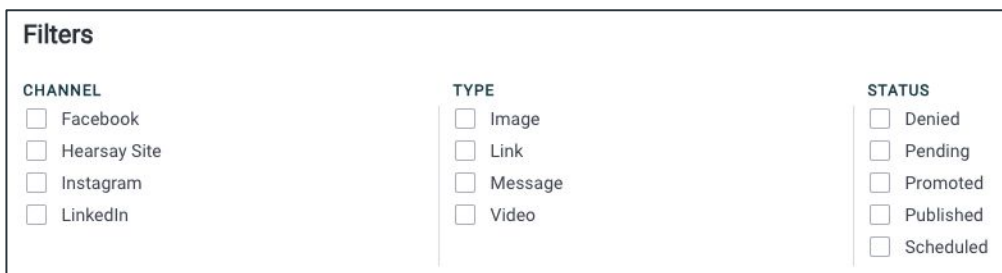 Filters
CHANNEL
Facebook
Hearsay Site
Instagram
LinkedIn
TYPE
Image
Link
Message
Video
STATUS
Denied
Pending
Promoted
Published
Scheduled